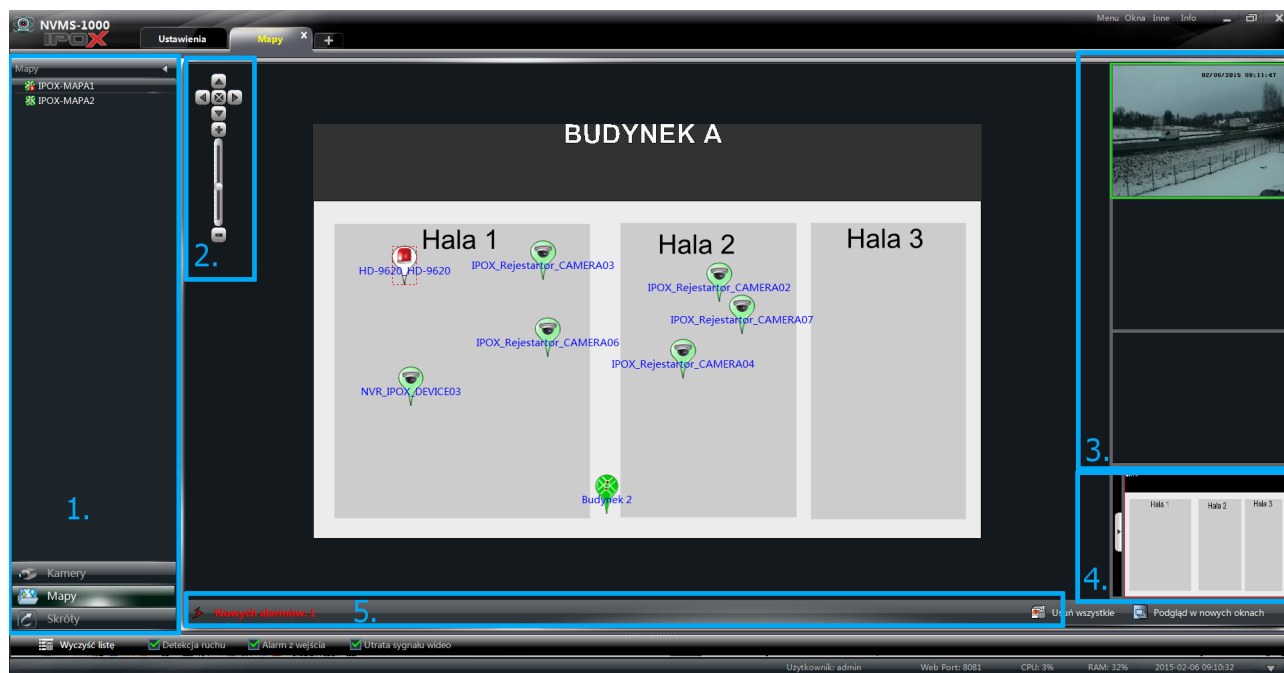 NVMS-1000
IPOX
Ustawienia
Mapy x
+
Menu Okna Inne Info
Mapy
IPOX-MAPA1
IPOX-MAPA2
1.
Kamery
Mapy
Skróty
2.
BUDYNEK A
Hala 1
Hala 2
Hala 3
HD-9620_HD-9620
IPOX_Rejestartor_CAMERA03
IPOX_Rejestartor_CAMERA02
IPOX_Rejestartor_CAMERA07
IPOX_Rejestartor_CAMERA06
IPOX_Rejestartor_CAMERA04
NVR_IPOX_DEVICE03
Budynek 2
02/06/2015 09:11:47
3.
Hala 1
Hala 2
Hala 3
4.
Nowych alarmów: 1
5.
Usuń wszystkie
Podgląd w nowych oknach
Wyczyść listę
Detekcja ruchu
Alarm z wejścia
Utrata sygnału wideo
Użytkownik: admin
Web Port: 8081
CPU: 3%
RAM: 32%
2015-02-06 09:10:32